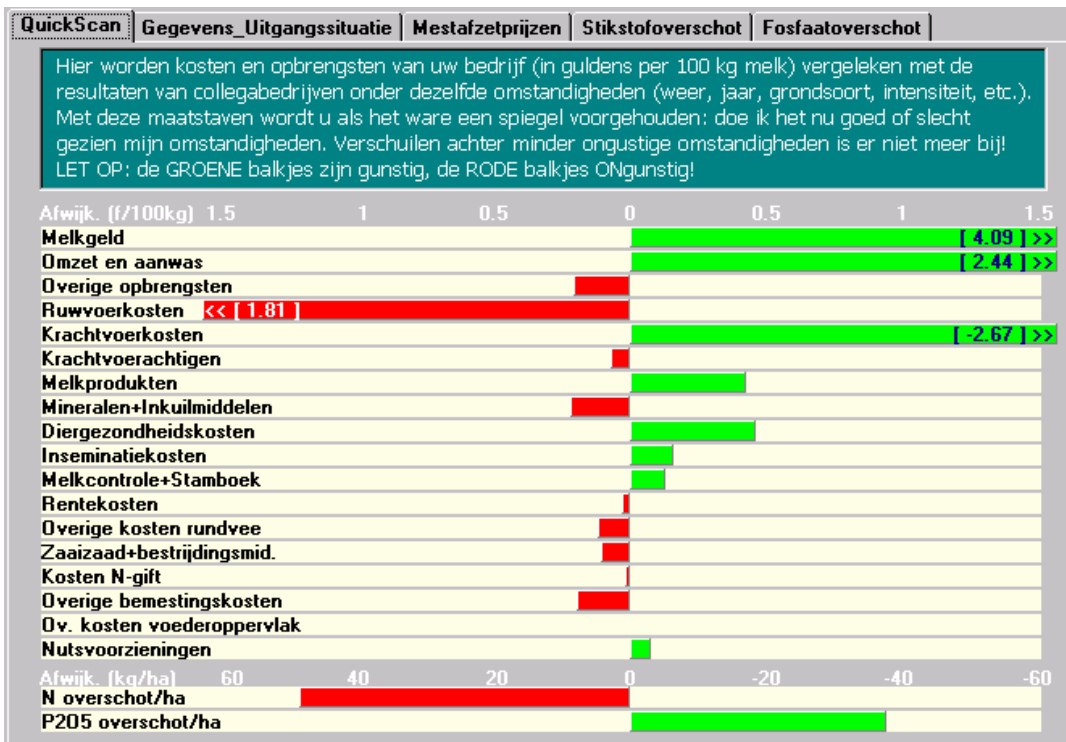 QuickScan Gegevens_Uitgangssituatie Mestafzetprijzen Stikstofoverschot Fosfaatoverschot
Hier worden kosten en opbrengsten van uw bedrijf (in guldens per 100 kg melk) vergeleken met de
resultaten van collegabedrijven onder dezelfde omstandigheden (weer, jaar, grondsoort, intensiteit, etc.).
Met deze maatstaven wordt u als het ware een spiegel voorgehouden: doe ik het nu goed of slecht
gezien mijn omstandigheden. Verschuilen achter minder ongustige omstandigheden is er niet meer bij!
LET OP: de GROENE balkjes zijn gunstig, de RODE balkjes ONgunstig!
Afwijk. (f/100kg) 1.5 1 0.5 0 0.5 1 1.5
Melkgeld [ 4.09 ] >>
Omzet en aanwas [ 2.44 ] >>
Overige opbrengsten
Ruwvoerkosten << [ 1.81 ]
Krachtvoerkosten [ -2.67 ] >>
Krachtvoerachtigen
Melkprodukten
Mineralen+Inkuilmiddelen
Diergezondheidskosten
Inseminatiekosten
Melkcontrole+Stamboek
Rentekosten
Overige kosten rundvee
Zaaizaad+bestrijdingsmid.
Kosten N-gift
Overige bemestingskosten
Ov. kosten voederoppervlak
Nutsvoorzieningen
Afwijk. (kg/ha) 60 40 20 0 -20 -40 -60
N overschot/ha
P2O5 overschot/ha